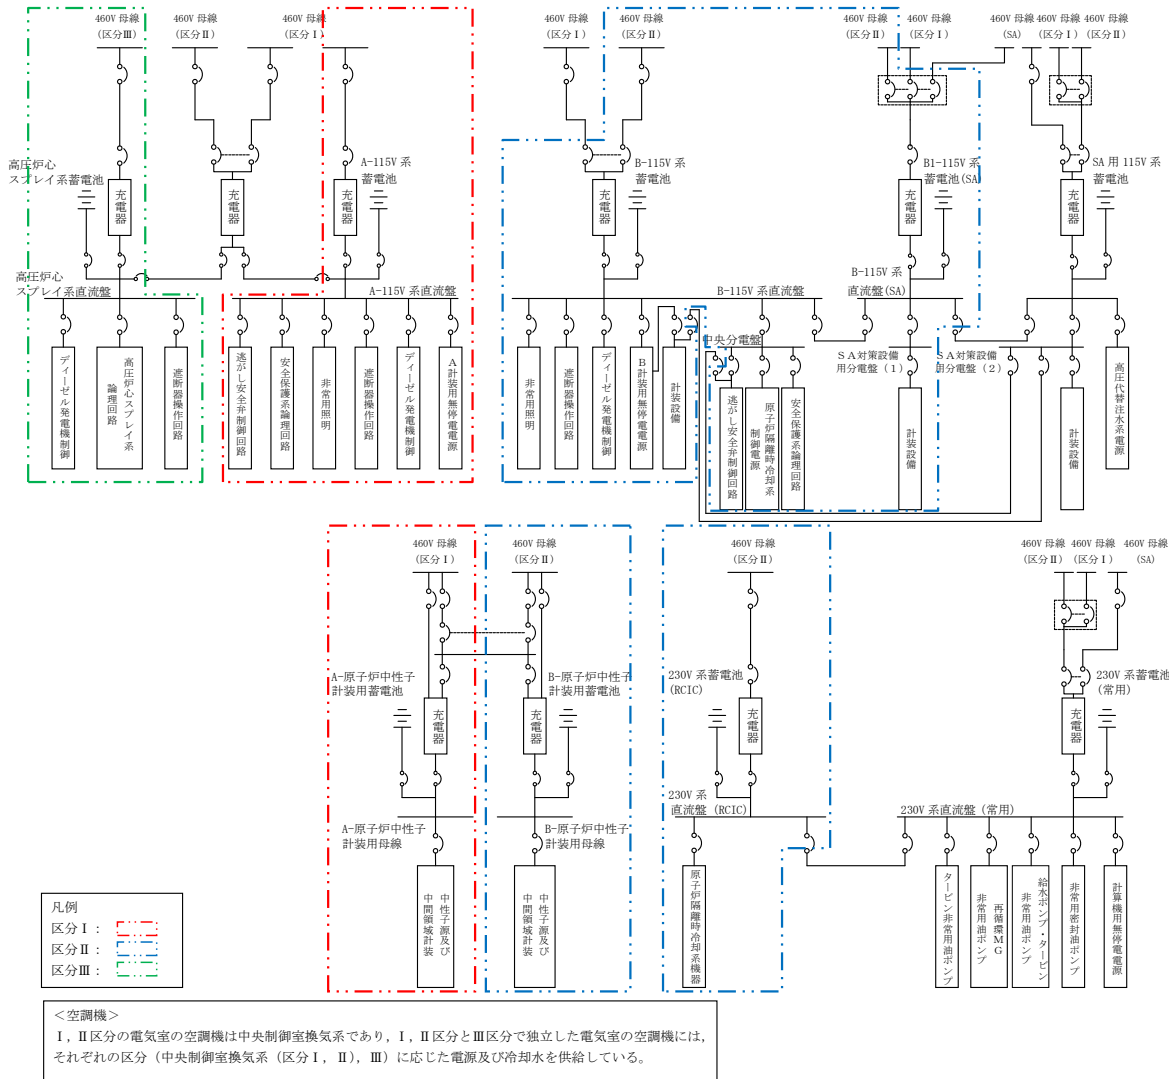 460V 母線
(区分Ⅲ)
460V 母線
(区分Ⅱ)
460V 母線
(区分Ⅰ)
460V 母線
(区分Ⅰ)
460V 母線
(区分Ⅱ)
460V 母線
(区分Ⅱ)
460V 母線
(区分Ⅰ)
460V 母線
(SA)
460V 母線
(区分Ⅰ)
460V 母線
(区分Ⅱ)
高圧炉心
スプレイ系蓄電池
充電器
充電器
A-115V 系
蓄電池
充電器
B-115V 系
蓄電池
充電器
B1-115V 系
蓄電池(SA)
充電器
SA 用 115V 系
蓄電池
充電器
高圧炉心
スプレイ系直流盤
A-115V 系直流盤
B-115V 系直流盤
B-115V 系
直流盤(SA)
中央分電盤
SA対策設備
用分電盤(1)
SA対策設備
用分電盤(2)
ディーゼル発電機制御
高圧炉心スプレイ系
論理回路
遮断器操作回路
逃がし安全弁制御回路
安全保護系論理回路
非常用照明
遮断器操作回路
ディーゼル発電機制御
A計装用無停電電源
非常用照明
遮断器操作回路
ディーゼル発電機制御
B計装用無停電電源
計装設備
逃がし安全弁制御回路
原子炉隔離時冷却系
制御電源
安全保護系論理回路
計装設備
計装設備
高圧代替注水系電源
460V 母線
(区分Ⅰ)
460V 母線
(区分Ⅱ)
460V 母線
(区分Ⅱ)
460V 母線
(区分Ⅱ)
460V 母線
(区分Ⅰ)
460V 母線
(SA)
A-原子炉中性子
計装用蓄電池
充電器
B-原子炉中性子
計装用蓄電池
充電器
230V 系蓄電池
(RCIC)
充電器
230V 系蓄電池
(常用)
充電器
A-原子炉中性子
計装用母線
B-原子炉中性子
計装用母線
230V 系
直流盤 (RCIC)
230V 系直流盤 (常用)
中性子源及び
中間領域計装
中性子源及び
中間領域計装
原子炉隔離時冷却系機器
タービン非常用油ポンプ
再循環MG
非常用油ポンプ
給水ポンプ・タービン
非常用油ポンプ
非常用密封油ポンプ
計算機用無停電電源
凡例
区分Ⅰ:
区分Ⅱ:
区分Ⅲ:
<空調機>
Ⅰ,Ⅱ区分の電気室の空調機は中央制御室換気系であり,Ⅰ,Ⅱ区分とⅢ区分で独立した電気室の空調機には,
それぞれの区分(中央制御室換気系(区分Ⅰ,Ⅱ),Ⅲ)に応じた電源及び冷却水を供給している。